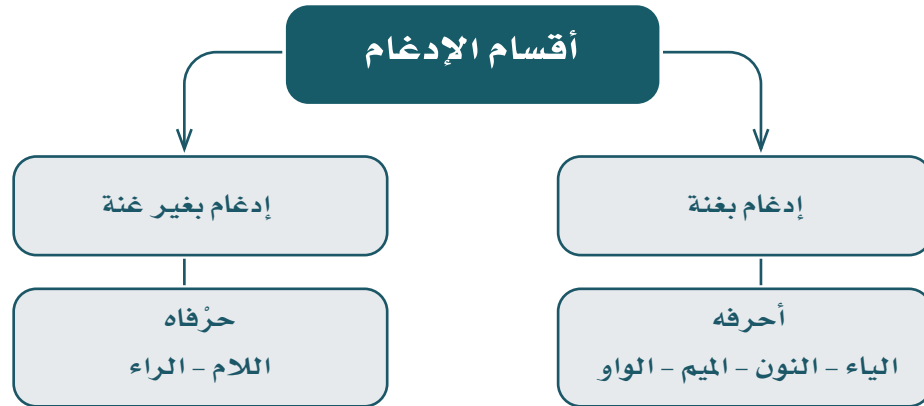 أقسام الإدغام
إدغام بغنة
إدغام بغير غنة
أحرفه
الياء – النون – الميم – الواو
حرْفاه
اللام – الراء